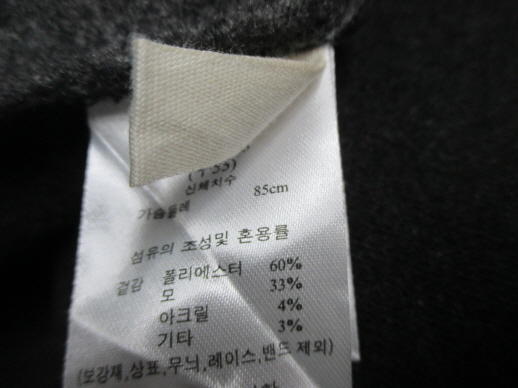 신체치수
가슴둘레 85cm
섬유의 조성및 혼용률
겉감 폴리에스터 60%
모 33%
아크릴 4%
기타 3%
(보강재,상표,무늬,레이스,밴드 제외)